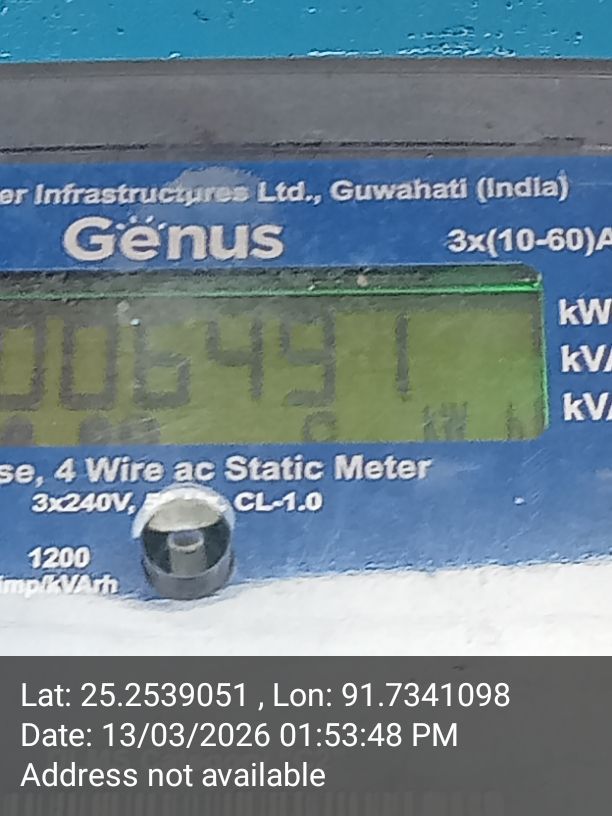 er Infrastructures Ltd., Guwahati (India)
Genus
3x(10-60)A
kW
006491
kV
kV
kW h
se, 4 Wire ac Static Meter
3x240V, CL-1.0
1200
imp/kVArh
Lat: 25.2539051 , Lon: 91.7341098
Date: 13/03/2026 01:53:48 PM
Address not available